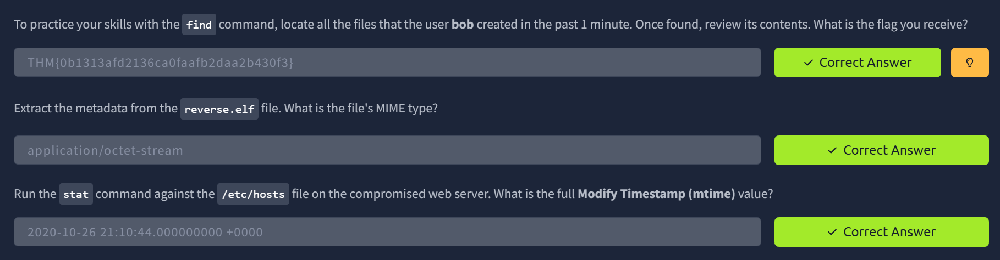 To practice your skills with the find command, locate all the files that the user bob created in the past 1 minute. Once found, review its contents. What is the flag you receive?
THM{0b1313afd2136ca0faafb2daa2b430f3}
Correct Answer
Extract the metadata from the reverse.elf file. What is the file's MIME type?
application/octet-stream
Correct Answer
Run the stat command against the /etc/hosts file on the compromised web server. What is the full Modify Timestamp (mtime) value?
2020-10-26 21:10:44.000000000 +0000
Correct Answer